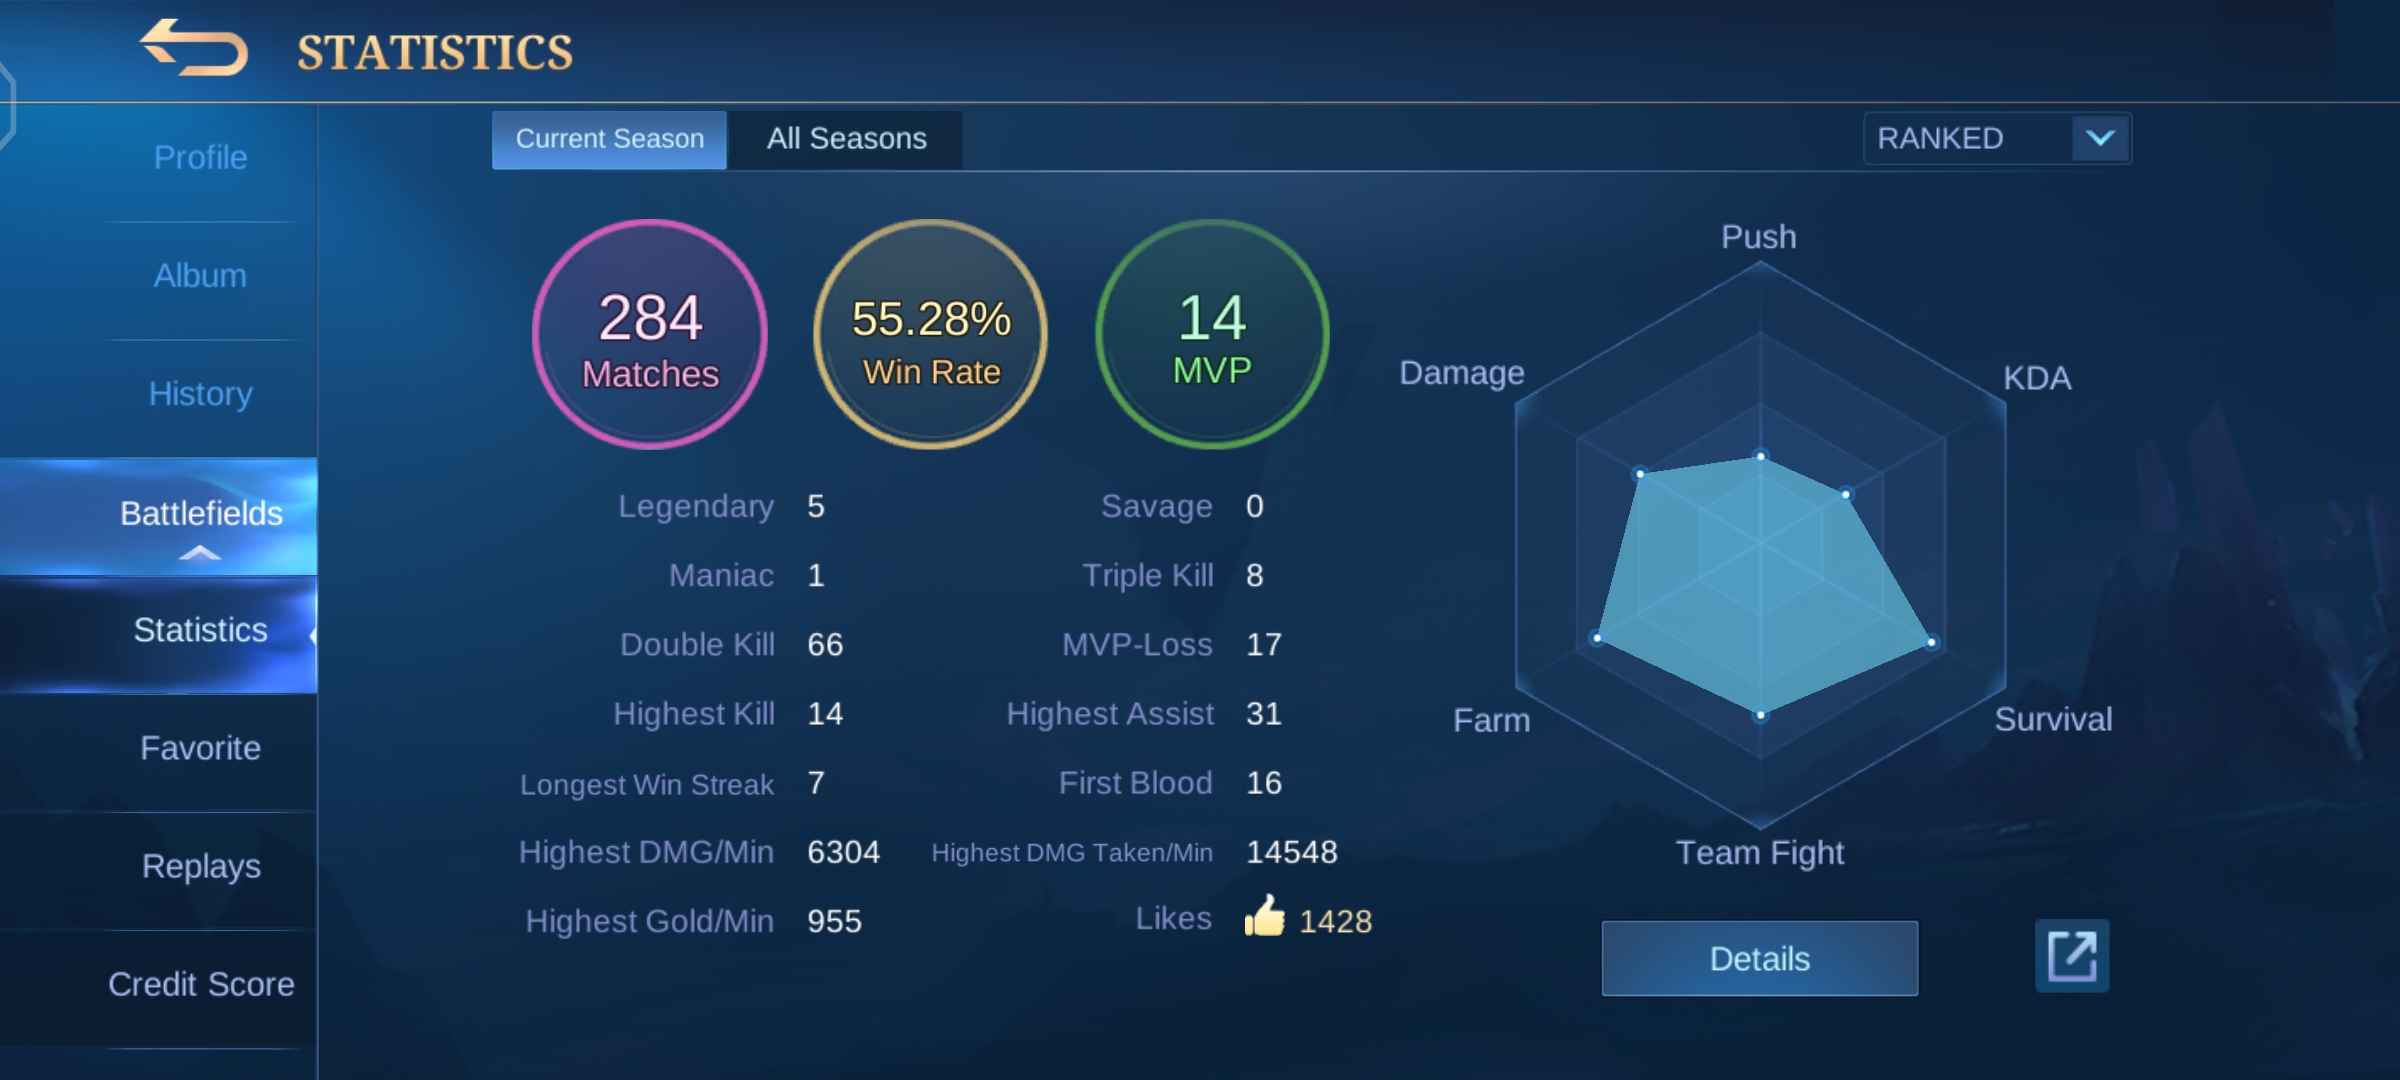 STATISTICS
Profile
Album
History
Battlefields
Statistics
Favorite
Replays
Credit Score
Current Season All Seasons
RANKED
284
Matches
55.28%
Win Rate
14
MVP
Legendary 5 Savage 0
Maniac 1 Triple Kill 8
Double Kill 66 MVP-Loss 17
Highest Kill 14 Highest Assist 31
Longest Win Streak 7 First Blood 16
Highest DMG/Min 6304 Highest DMG Taken/Min 14548
Highest Gold/Min 955 Likes 1428
Push
Damage KDA
Farm Survival
Team Fight
Details